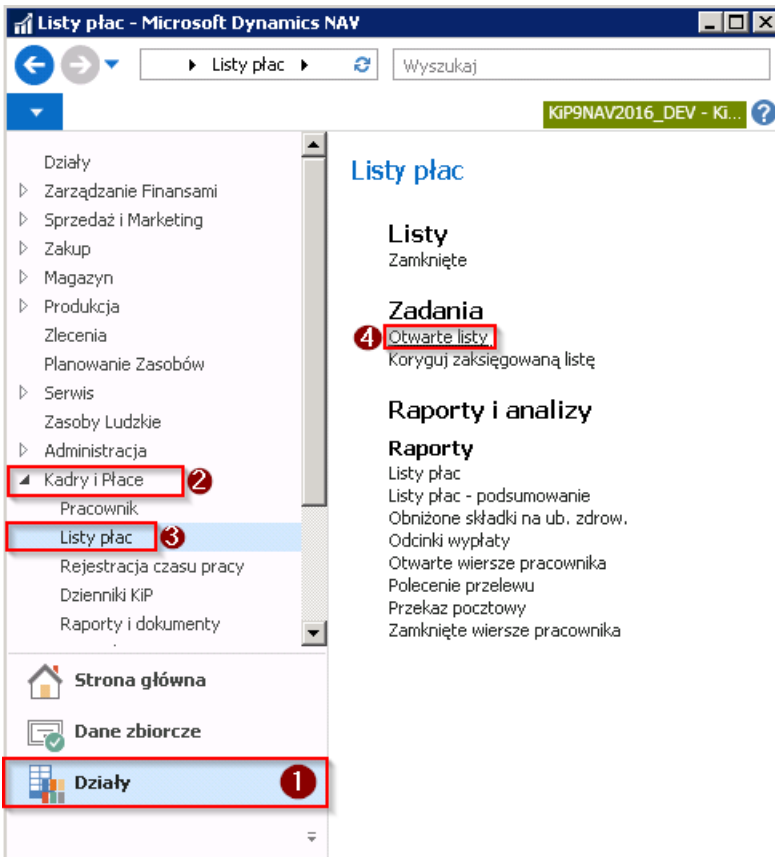 Listy płac - Microsoft Dynamics NAV
Listy płac
Wyszukaj
KiP9NAV2016_DEV - Ki...
?
Działy
Zarządzanie Finansami
Sprzedaż i Marketing
Zakup
Magazyn
Produkcja
Zlecenia
Planowanie Zasobów
Serwis
Zasoby Ludzkie
Administracja
Kadry i Płace 2
Pracownik
Listy płac 3
Rejestracja czasu pracy
Dzienniki KiP
Raporty i dokumenty
Strona główna
Dane zbiorcze
Działy 1
Listy płac
Listy
Zamknięte
Zadania
4 Otwarte listy
Koryguj zaksięgowaną listę
Raporty i analizy
Raporty
Listy płac
Listy płac - podsumowanie
Obniżone składki na ub. zdrow.
Odcinki wypłaty
Otwarte wiersze pracownika
Polecenie przelewu
Przekaz pocztowy
Zamknięte wiersze pracownika